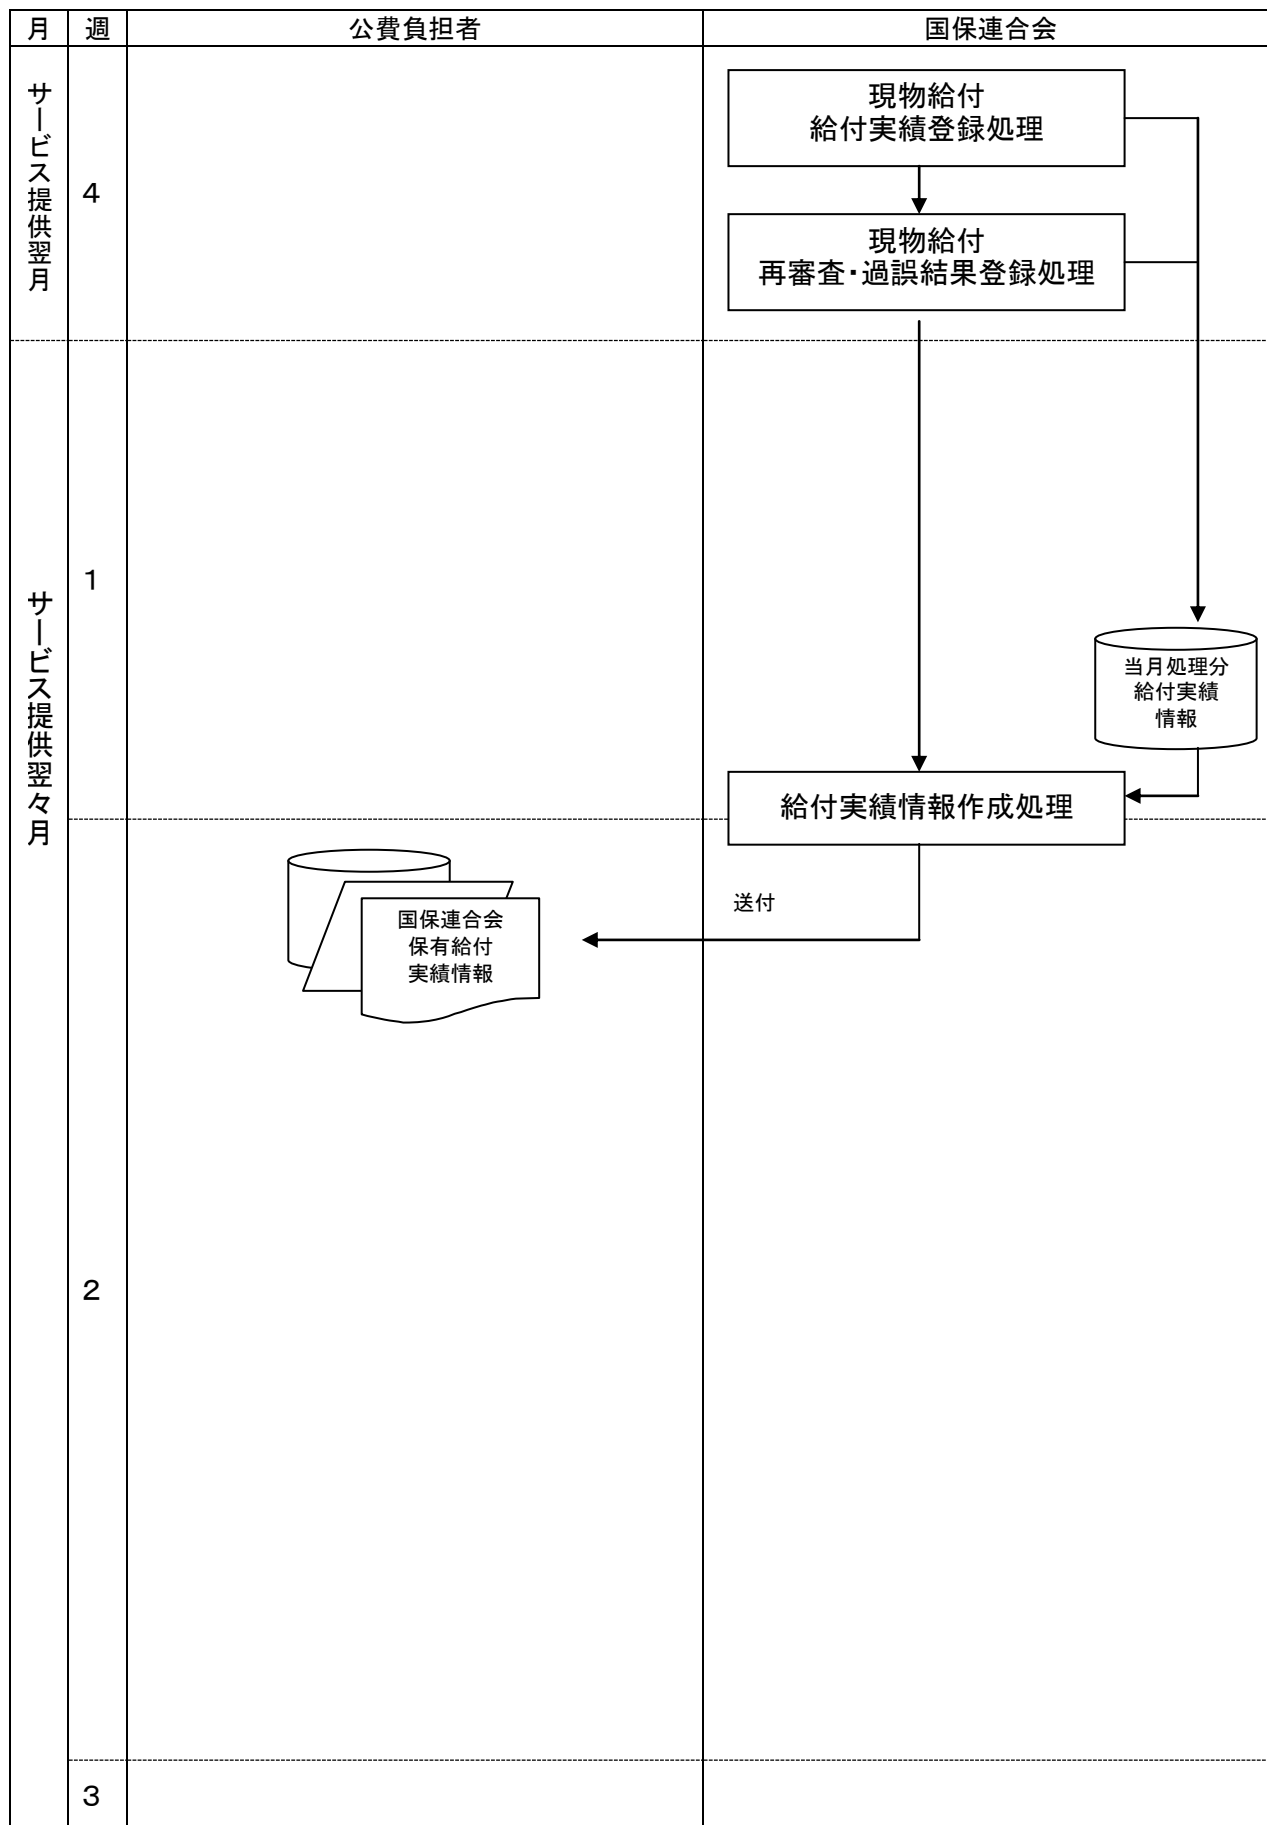 月 週 公費負担者 国保連合会
サービス提供翌月
4
現物給付
給付実績登録処理
現物給付
再審査・過誤結果登録処理
サービス提供翌々月
1
当月処理分
給付実績
情報
給付実績情報作成処理
2
送付
国保連合会
保有給付
実績情報
3